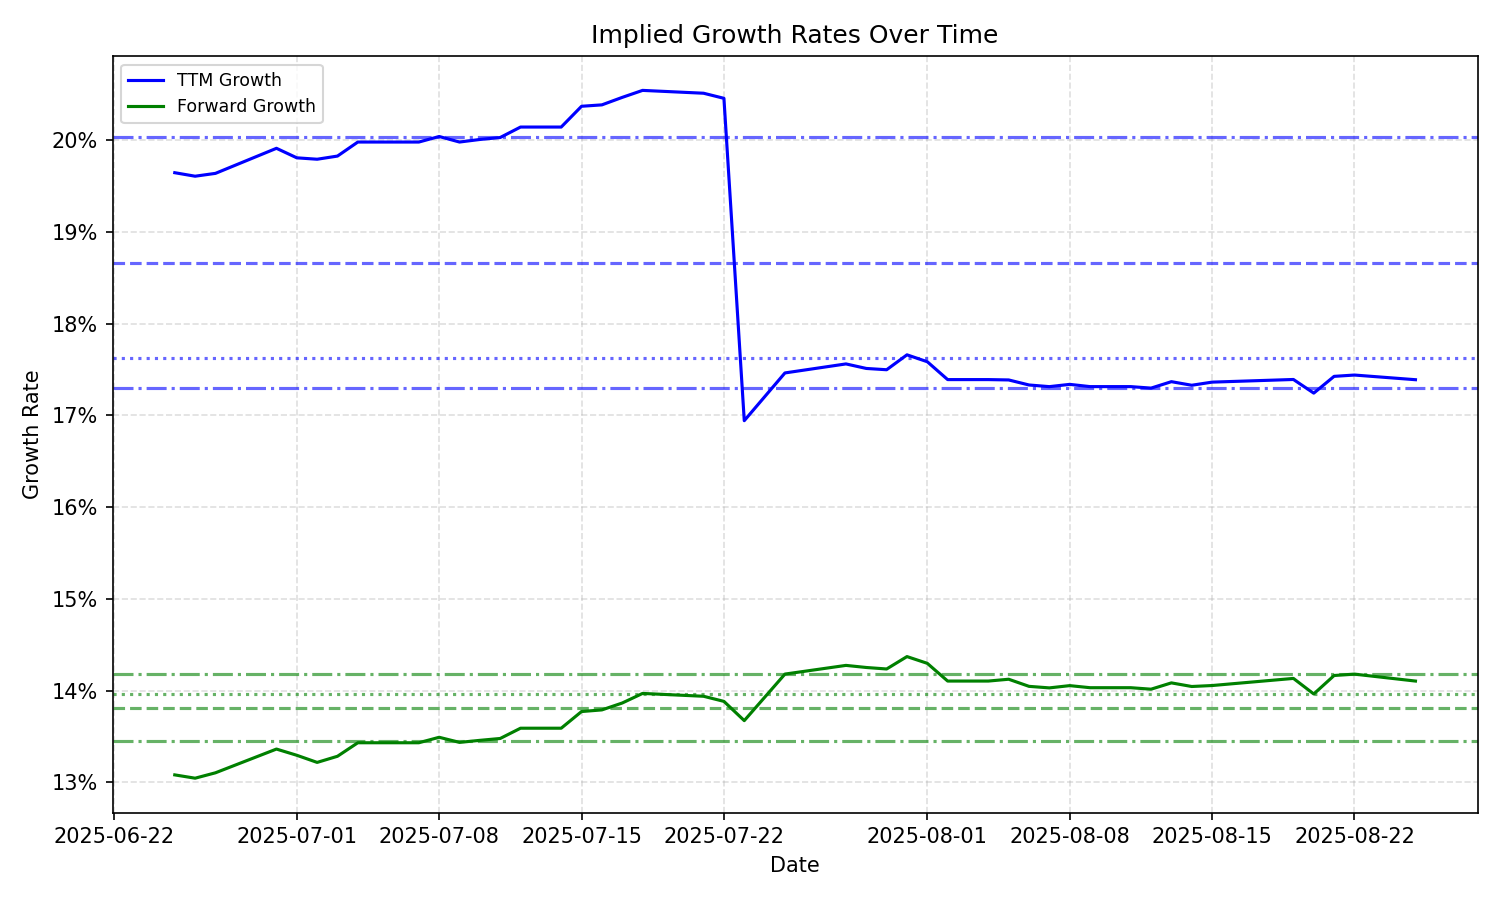 Implied Growth Rates Over Time
TTM Growth
Forward Growth
20%
19%
18%
17%
16%
15%
14%
13%
Growth Rate
2025-06-22 2025-07-01 2025-07-08 2025-07-15 2025-07-22 2025-08-01 2025-08-08 2025-08-15 2025-08-22
Date